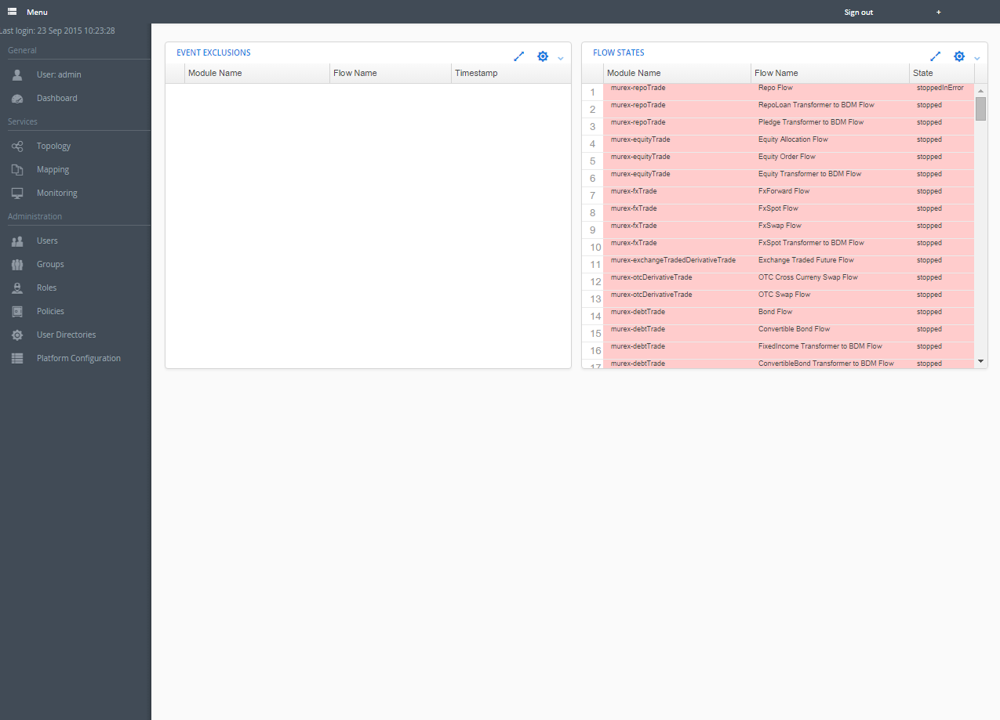 Menu
Sign out
+
Last login: 23 Sep 2015 10:23:28
General
User: admin
Dashboard
Services
Topology
Mapping
Monitoring
Administration
Users
Groups
Roles
Policies
User Directories
Platform Configuration
EVENT EXCLUSIONS
Module Name Flow Name Timestamp
FLOW STATES
Module Name Flow Name State
1 murex-repoTrade Repo Flow stoppedInError
2 murex-repoTrade RepoLoan Transformer to BDM Flow stopped
3 murex-repoTrade Pledge Transformer to BDM Flow stopped
4 murex-equityTrade Equity Allocation Flow stopped
5 murex-equityTrade Equity Order Flow stopped
6 murex-equityTrade Equity Transformer to BDM Flow stopped
7 murex-fxTrade FxForward Flow stopped
8 murex-fxTrade FxSpot Flow stopped
9 murex-fxTrade FxSwap Flow stopped
10 murex-fxTrade FxSpot Transformer to BDM Flow stopped
11 murex-exchangeTradedDerivativeTrade Exchange Traded Future Flow stopped
12 murex-otcDerivativeTrade OTC Cross Curreny Swap Flow stopped
13 murex-otcDerivativeTrade OTC Swap Flow stopped
14 murex-debtTrade Bond Flow stopped
15 murex-debtTrade Convertible Bond Flow stopped
16 murex-debtTrade FixedIncome Transformer to BDM Flow stopped
17 murex-debtTrade ConvertibleBond Transformer to BDM Flow stopped